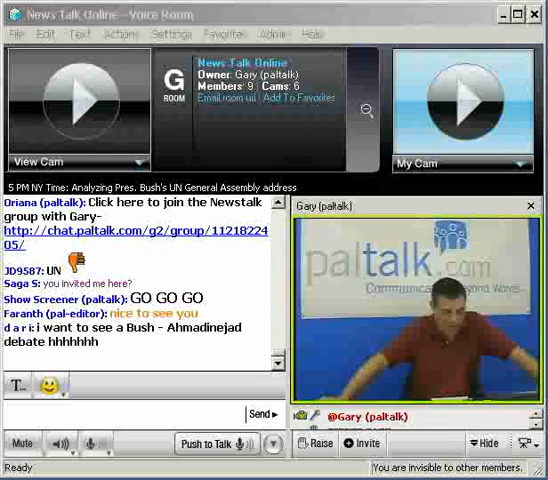 News Talk Online - Voice Room
File Edit Text Actions Settings Favorites Admin Help
News Talk Online
Owner: Gary (paltalk)
Members: 9 Cams: 6
Email room url | Add To Favorites
G
ROOM
View Cam
My Cam
5 PM NY Time: Analyzing Pres. Bush's UN General Assembly address
Oriana (paltalk): Click here to join the Newstalk
group with Gary-
http://chat.paltalk.com/g2/group/11218224
05/
JD9587: UN
Saga S: you invited me here?
Show Screener (paltalk): GO GO GO
Faranth (pal-editor): nice to see you
d a r i: i want to see a Bush - Ahmadinejad
debate hhhhhhh
Gary (paltalk)
paltalk.com
Words...
T...
Send
@Gary (paltalk)
Mute
Push to Talk
Raise
Invite
Hide
Ready
You are invisible to other members.